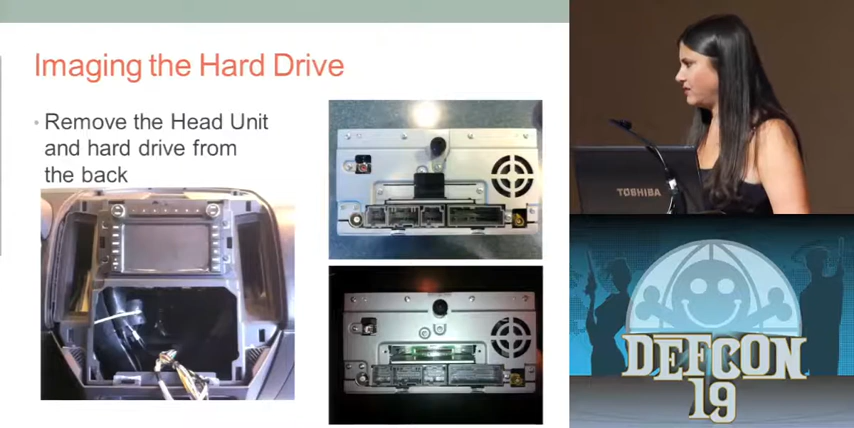 Imaging the Hard Drive
• Remove the Head Unit
and hard drive from
the back
TOSHIBA
DEFCON
19